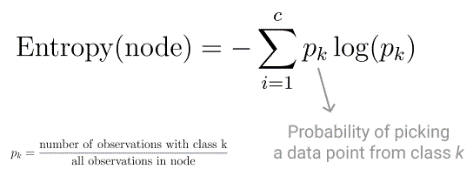 Entropy(node) = − ∑_{i=1}^{c} p_k log(p_k)
Probability of picking
a data point from class k
p_k = number of observations with class k / all observations in node